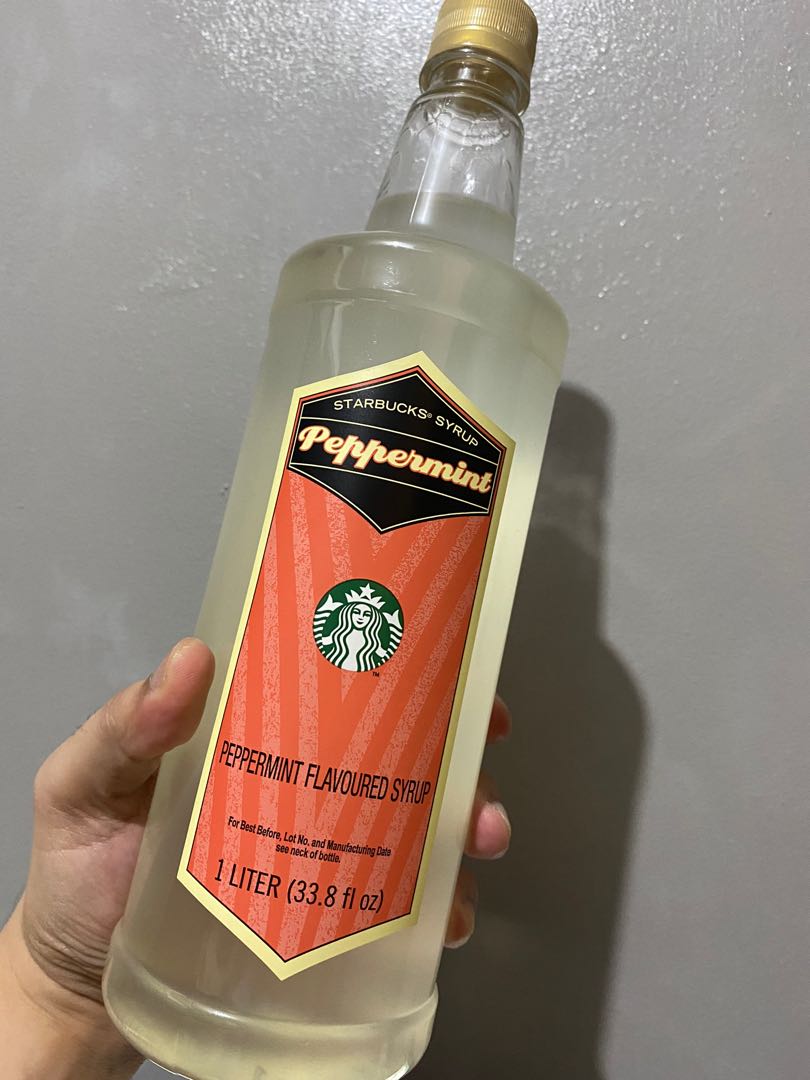 STARBUCKS® SYRUP
Peppermint
TM
PEPPERMINT FLAVOURED SYRUP
For Best Before, Lot No. and Manufacturing Date
see neck of bottle.
1 LITER (33.8 fl oz)